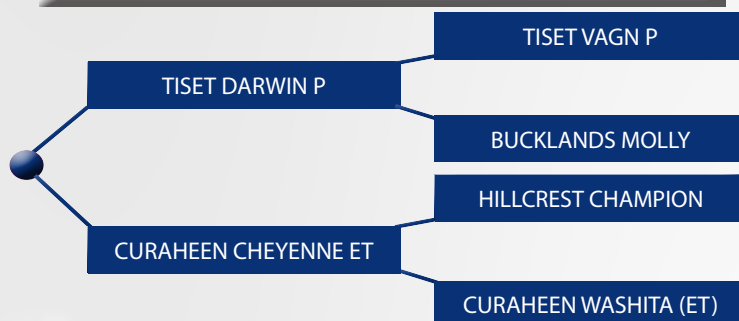 TISET VAGN P
TISET DARWIN P
BUCKLANDS MOLLY
HILLCREST CHAMPION
CURAHEEN CHEYENNE ET
CURAHEEN WASHITA (ET)